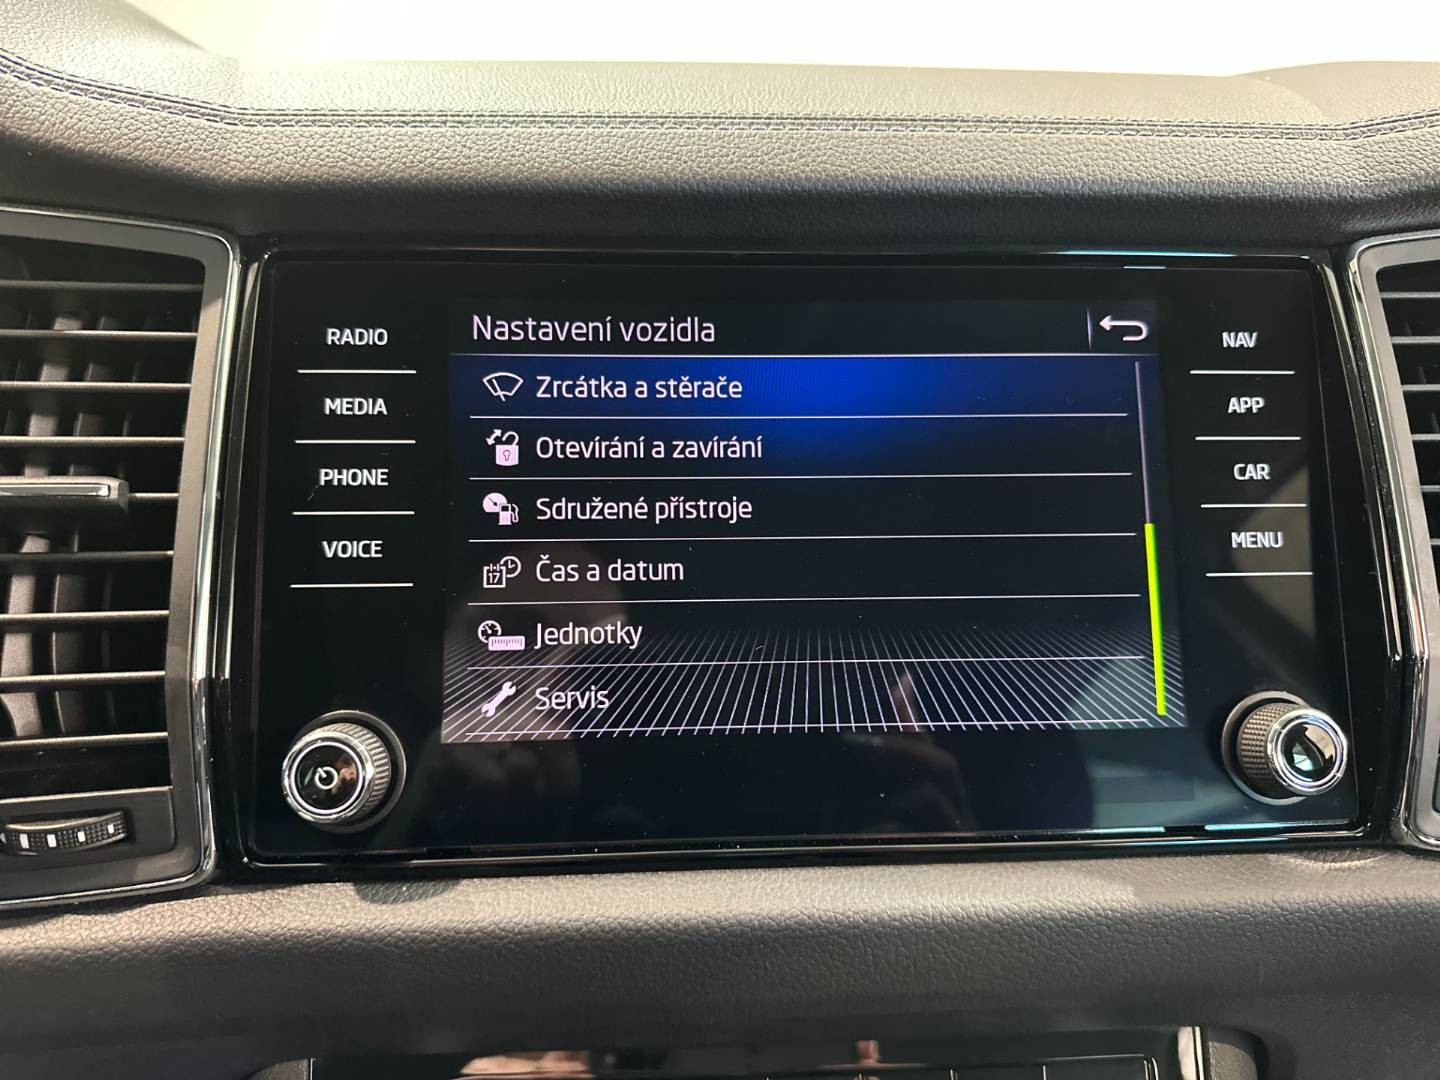 Nastavení vozidla
RADIO
MEDIA
PHONE
VOICE
Zrcátka a stěrače
Otevírání a zavírání
Sdružené přístroje
17
Čas a datum
Jednotky
Servis
NAV
APP
CAR
MENU